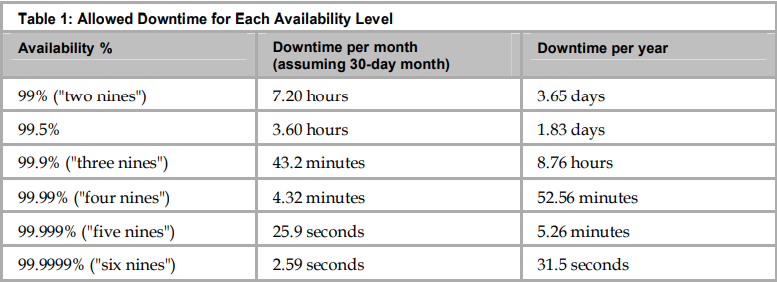 Table 1: Allowed Downtime for Each Availability Level
Availability % Downtime per month (assuming 30-day month) Downtime per year
99% ("two nines") 7.20 hours 3.65 days
99.5% 3.60 hours 1.83 days
99.9% ("three nines") 43.2 minutes 8.76 hours
99.99% ("four nines") 4.32 minutes 52.56 minutes
99.999% ("five nines") 25.9 seconds 5.26 minutes
99.9999% ("six nines") 2.59 seconds 31.5 seconds